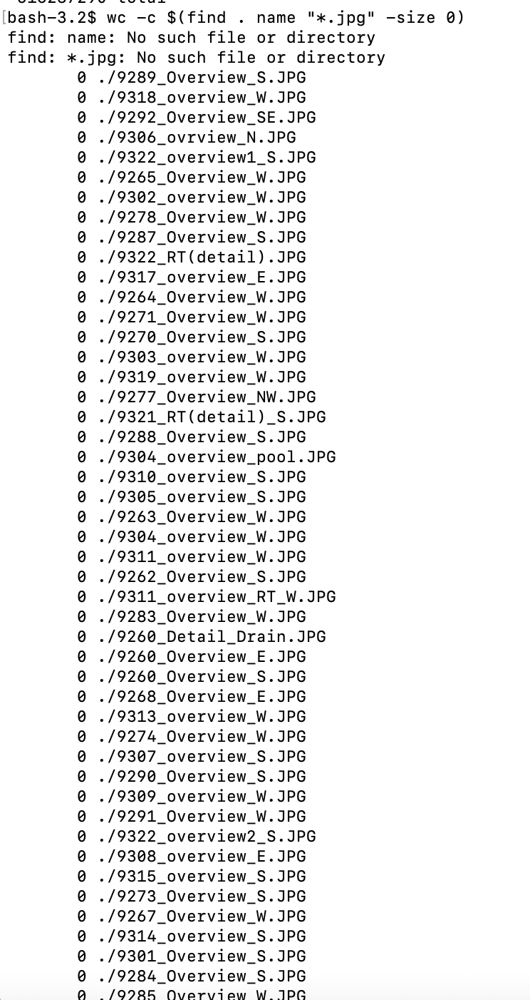 [bash-3.2$ wc -c $(find . name "*.jpg" -size 0)
find: name: No such file or directory
find: *.jpg: No such file or directory
0 ./9289_Overview_S.JPG
0 ./9318_overview_W.JPG
0 ./9292_Overview_SE.JPG
0 ./9306_ovrview_N.JPG
0 ./9322_overview1_S.JPG
0 ./9265_Overview_W.JPG
0 ./9302_overview_W.JPG
0 ./9278_Overview_W.JPG
0 ./9287_Overview_S.JPG
0 ./9322_RT(detail).JPG
0 ./9317_overview_E.JPG
0 ./9264_Overview_W.JPG
0 ./9271_Overview_W.JPG
0 ./9270_Overview_S.JPG
0 ./9303_overview_W.JPG
0 ./9319_overview_W.JPG
0 ./9277_Overview_NW.JPG
0 ./9321_RT(detail)_S.JPG
0 ./9288_Overview_S.JPG
0 ./9304_overview_pool.JPG
0 ./9310_overview_S.JPG
0 ./9305_overview_S.JPG
0 ./9263_Overview_W.JPG
0 ./9304_overview_W.JPG
0 ./9311_overview_W.JPG
0 ./9262_Overview_S.JPG
0 ./9311_overview_RT_W.JPG
0 ./9283_Overview_W.JPG
0 ./9260_Detail_Drain.JPG
0 ./9260_Overview_E.JPG
0 ./9260_Overview_S.JPG
0 ./9268_Overview_E.JPG
0 ./9313_overview_W.JPG
0 ./9274_Overview_W.JPG
0 ./9307_overview_S.JPG
0 ./9290_Overview_S.JPG
0 ./9309_overview_W.JPG
0 ./9291_Overview_W.JPG
0 ./9322_overview2_S.JPG
0 ./9308_overview_E.JPG
0 ./9315_overview_S.JPG
0 ./9273_Overview_S.JPG
0 ./9267_Overview_W.JPG
0 ./9314_overview_S.JPG
0 ./9301_Overview_S.JPG
0 ./9284_Overview_S.JPG
0 ./9285_Overview_W.JPG